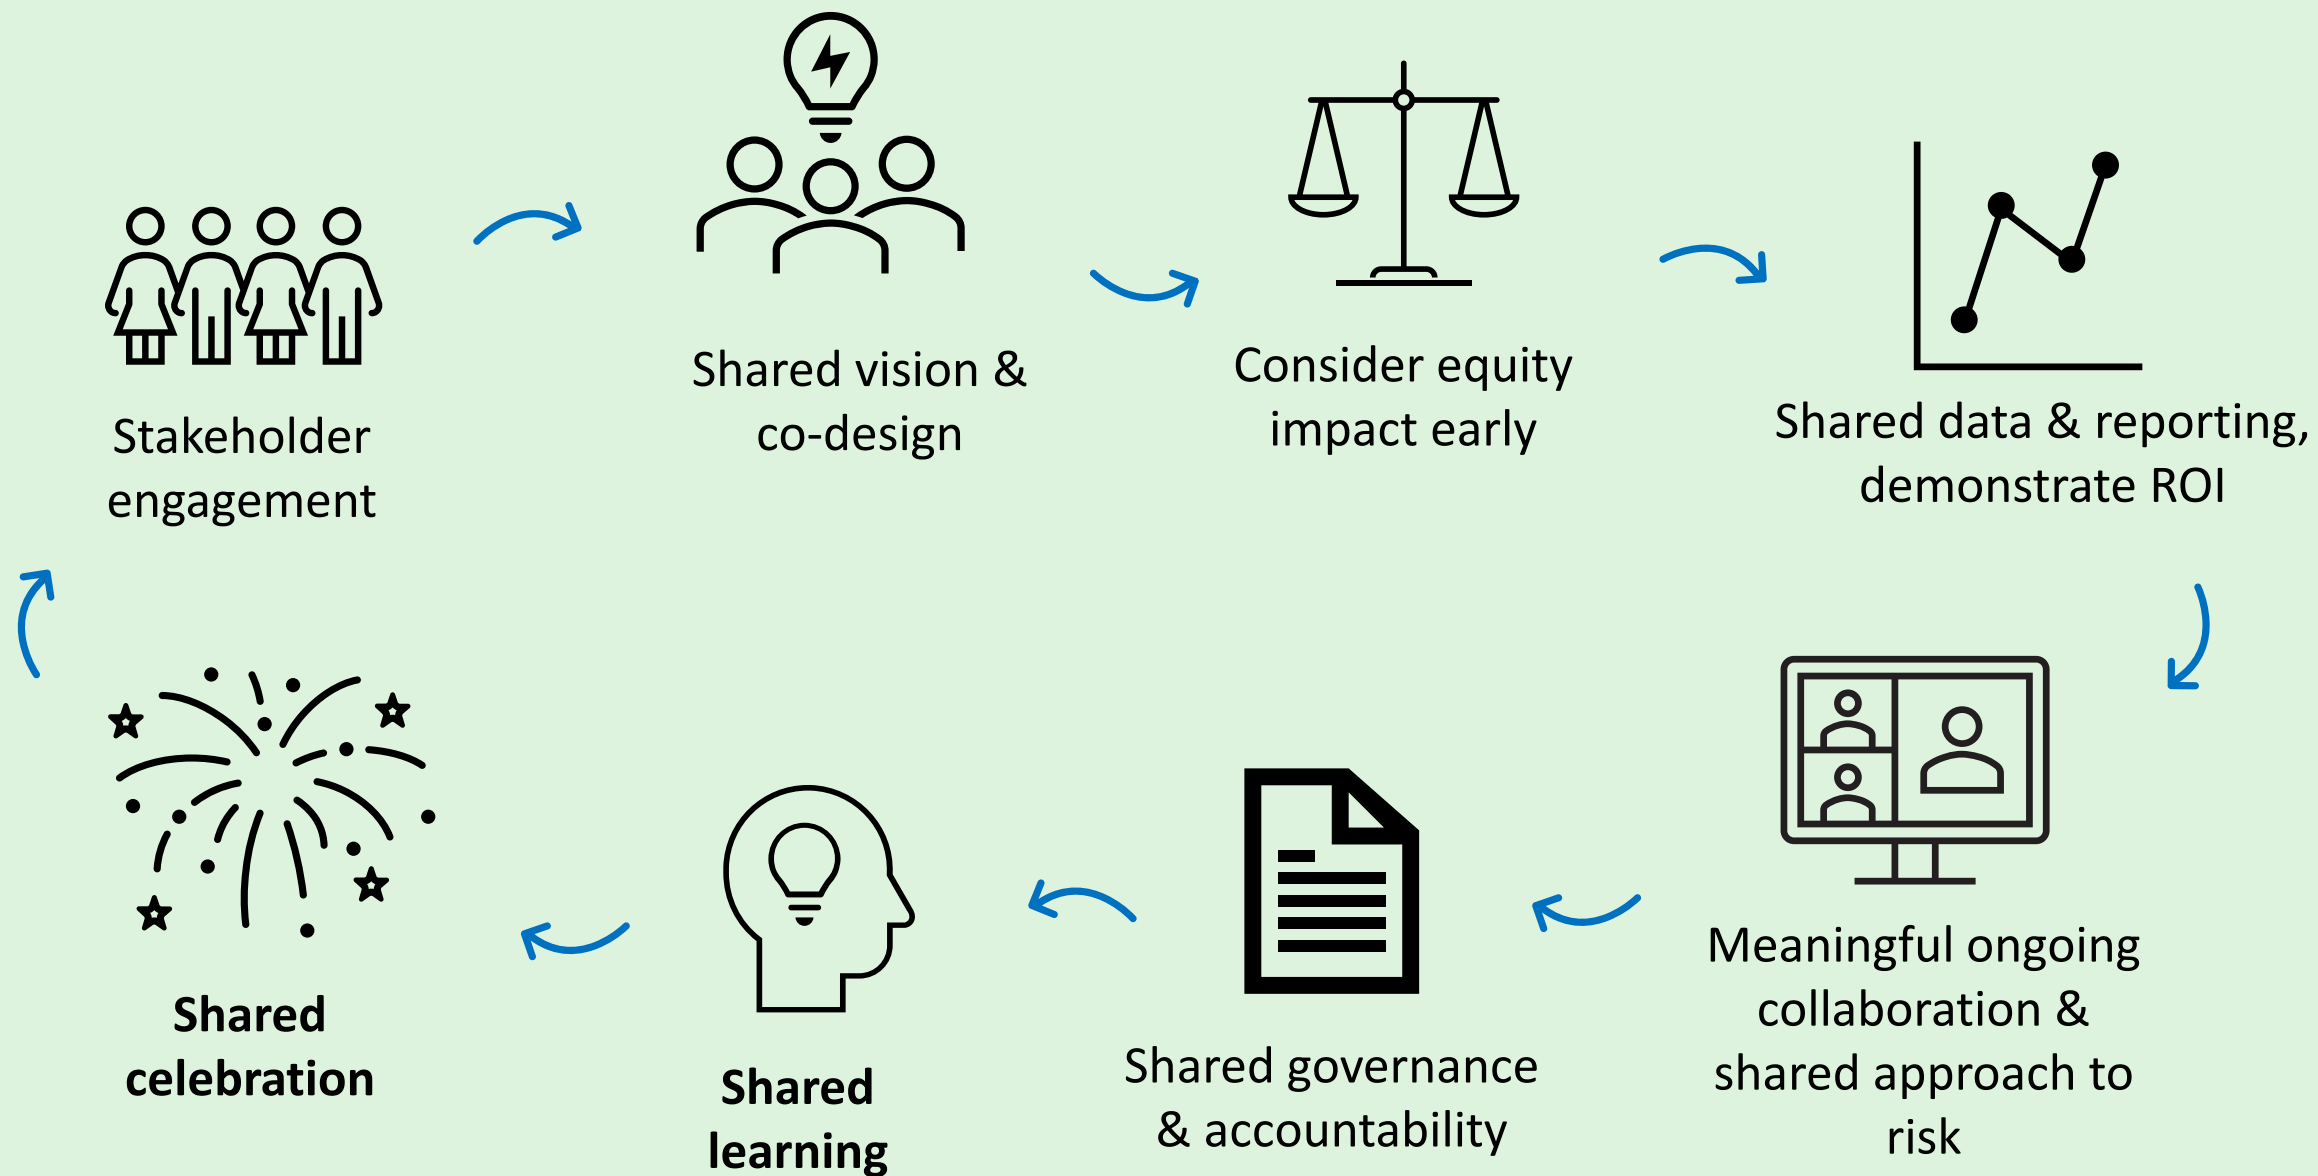 Stakeholder
engagement
Shared vision &
co-design
Consider equity
impact early
Shared data & reporting,
demonstrate ROI
Meaningful ongoing
collaboration &
shared approach to
risk
Shared governance
& accountability
Shared
learning
Shared
celebration